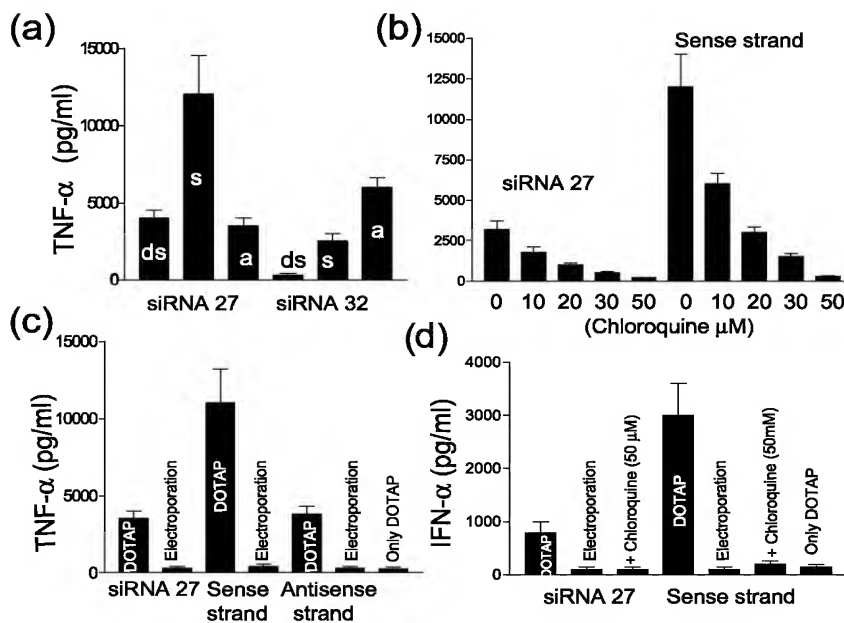 (a)
TNF-α (pg/ml)
15000
10000
5000
0
ds
s
a
ds
s
a
siRNA 27
siRNA 32
(b)
Sense strand
siRNA 27
15000
12500
10000
7500
5000
2500
0
0 10 20 30 50 0 10 20 30 50
(Chloroquine μM)
(c)
TNF-α (pg/ml)
15000
10000
5000
0
DOTAP
Electroporation
DOTAP
Electroporation
DOTAP
Electroporation
Only DOTAP
siRNA 27
Sense
strand
Antisense
strand
(d)
IFN-α (pg/ml)
4000
3000
2000
1000
0
DOTAP
Electroporation
+ Chloroquine (50 μM)
DOTAP
Electroporation
+ Chloroquine (50mM)
Only DOTAP
siRNA 27
Sense strand